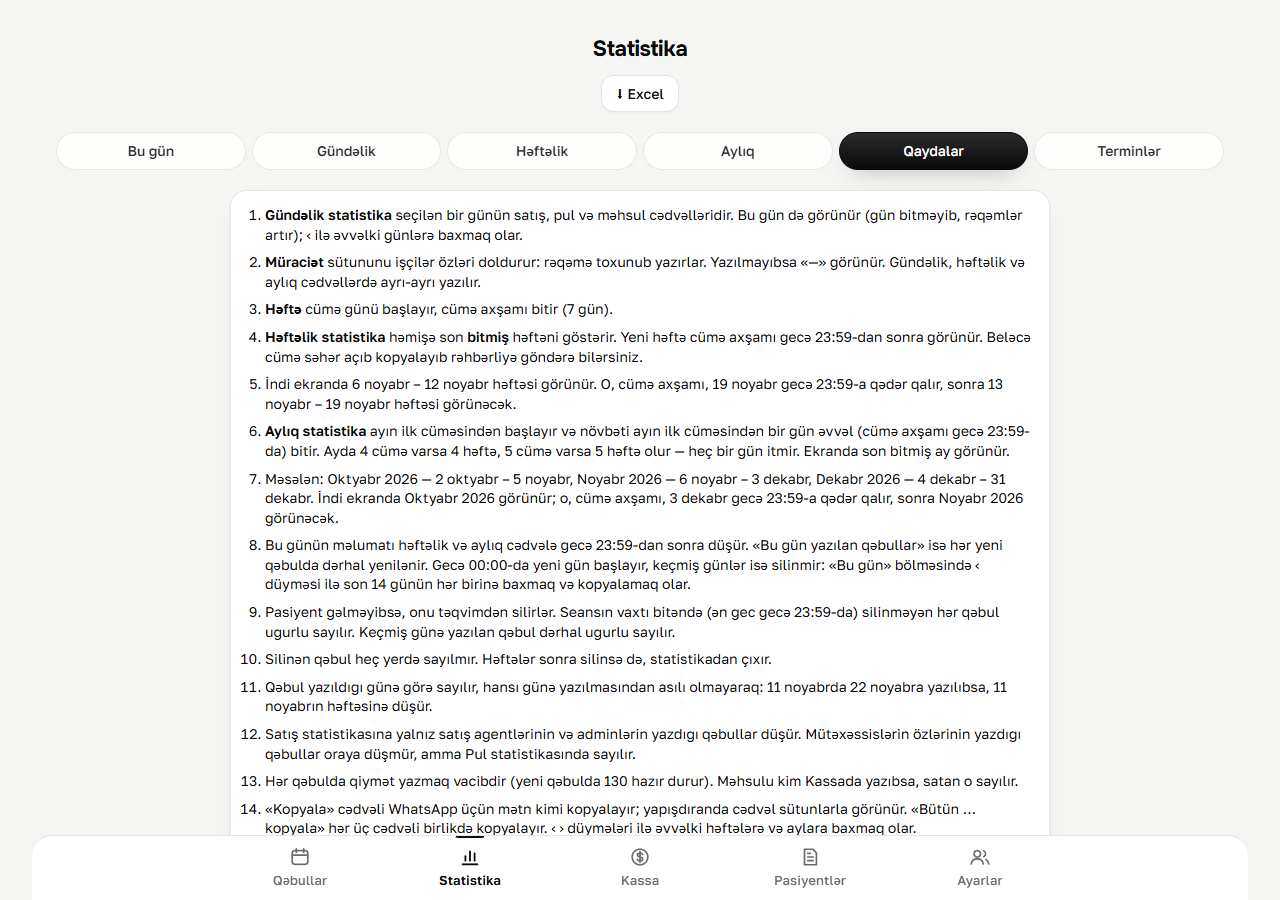 Statistika
⭳ Excel
Bu gün
Gündəlik
Həftəlik
Aylıq
Qaydalar
Terminlər
1. Gündəlik statistika seçilən bir günün satış, pul və məhsul cədvəlləridir. Bu gün də görünür (gün bitməyib, rəqəmlər
artır); ‹ ilə əvvəlki günlərə baxmaq olar.
2. Müraciət sütununu işçilər özləri doldurur: rəqəmə toxunub yazırlar. Yazılmayıbsa «—» görünür. Gündəlik, həftəlik və
aylıq cədvəllərdə ayrı-ayrı yazılır.
3. Həftə cümə günü başlayır, cümə axşamı bitir (7 gün).
4. Həftəlik statistika həmişə son bitmiş həftəni göstərir. Yeni həftə cümə axşamı gecə 23:59-dan sonra görünür. Beləcə
cümə səhər açıb kopyalayıb rəhbərliyə göndərə bilərsiniz.
5. İndi ekranda 6 noyabr – 12 noyabr həftəsi görünür. O, cümə axşamı, 19 noyabr gecə 23:59-a qədər qalır, sonra 13
noyabr – 19 noyabr həftəsi görünəcək.
6. Aylıq statistika ayın ilk cüməsindən başlayır və növbəti ayın ilk cüməsindən bir gün əvvəl (cümə axşamı gecə 23:59-
da) bitir. Ayda 4 cümə varsa 4 həftə, 5 cümə varsa 5 həftə olur — heç bir gün itmir. Ekranda son bitmiş ay görünür.
7. Məsələn: Oktyabr 2026 — 2 oktyabr – 5 noyabr, Noyabr 2026 — 6 noyabr – 3 dekabr, Dekabr 2026 — 4 dekabr – 31
dekabr. İndi ekranda Oktyabr 2026 görünür; o, cümə axşamı, 3 dekabr gecə 23:59-a qədər qalır, sonra Noyabr 2026
görünəcək.
8. Bu günün məlumatı həftəlik və aylıq cədvələ gecə 23:59-dan sonra düşür. «Bu gün yazılan qəbullar» isə hər yeni
qəbulda dərhal yenilənir. Gecə 00:00-da yeni gün başlayır, keçmiş günlər isə silinmir: «Bu gün» bölməsində ‹
düyməsi ilə son 14 günün hər birinə baxmaq və kopyalamaq olar.
9. Pasiyent gəlməyibsə, onu təqvimdən silirlər. Seansın vaxtı bitəndə (ən gec gecə 23:59-da) silinməyən hər qəbul
uğurlu sayılır. Keçmiş günə yazılan qəbul dərhal uğurlu sayılır.
10. Silinən qəbul heç yerdə sayılmır. Həftələr sonra silinsə də, statistikadan çıxır.
11. Qəbul yazıldığı günə görə sayılır, hansı günə yazılmasından asılı olmayaraq: 11 noyabrda 22 noyabra yazılıbsa, 11
noyabrın həftəsinə düşür.
12. Satış statistikasına yalnız satış agentlərinin və adminlərin yazdığı qəbullar düşür. Mütəxəssislərin özlərinin yazdığı
qəbullar oraya düşmür, amma Pul statistikasında sayılır.
13. Hər qəbulda qiymət yazmaq vacibdir (yeni qəbulda 130 hazır durur). Məhsulu kim Kassada yazıbsa, satan o sayılır.
14. «Kopyala» cədvəli WhatsApp üçün mətn kimi kopyalayır; yapışdıranda cədvəl sütunlarla görünür. «Bütün …
kopyala» hər üç cədvəli birlikdə kopyalayır. ‹ › düymələri ilə əvvəlki həftələrə və aylara baxmaq olar.
Qəbullar
Statistika
Kassa
Pasiyentlər
Ayarlar